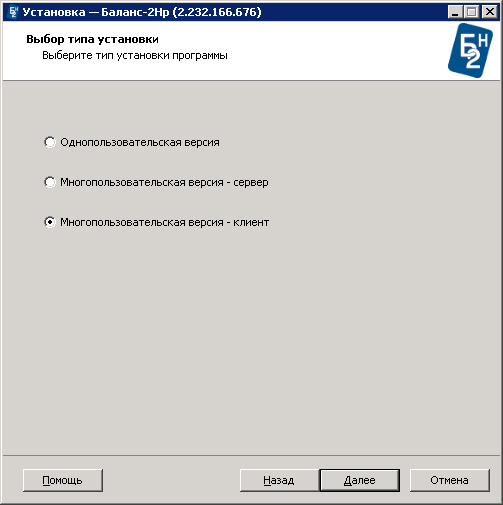 Установка — Баланс-2Нр (2.232.166.676)
Выбор типа установки
Выберите тип установки программы
Б2Н
Однопользовательская версия
Многопользовательская версия - сервер
Многопользовательская версия - клиент
Помощь
Назад
Далее
Отмена